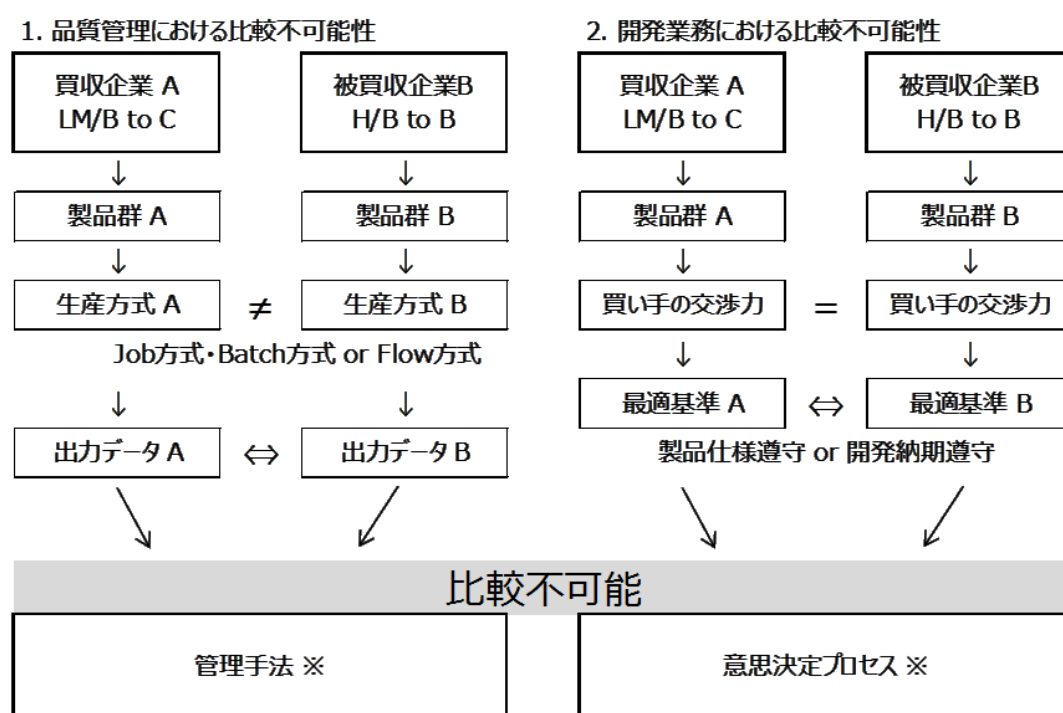 1. 品質管理における比較不可能性
買収企業 A
LM/B to C
被買収企業B
H/B to B
↓ ↓
製品群 A
製品群 B
↓ ↓
生産方式 A ≠ 生産方式 B
Job方式・Batch方式 or Flow方式
↓ ↓
出力データ A ⇔ 出力データ B
2. 開発業務における比較不可能性
買収企業 A
LM/B to C
被買収企業B
H/B to B
↓ ↓
製品群 A
製品群 B
↓ ↓
買い手の交渉力 = 買い手の交渉力
↓ ↓
最適基準 A ⇔ 最適基準 B
製品仕様遵守 or 開発納期遵守
比較不可能
管理手法 ※
意思決定プロセス ※